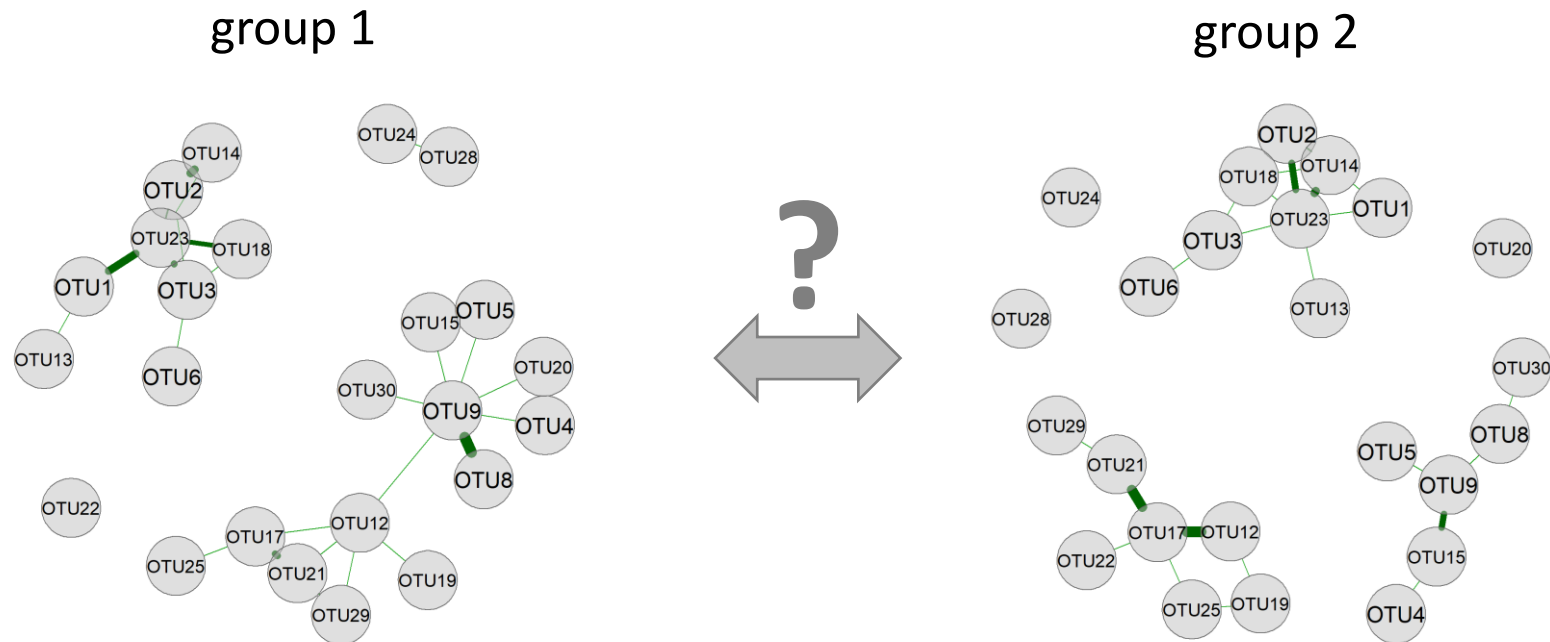 group 1
OTU24
OTU28
OTU14
OTU2
OTU23
OTU18
OTU1
OTU3
OTU13
OTU6
OTU15
OTU5
OTU20
OTU30
OTU9
OTU4
OTU8
OTU22
OTU12
OTU17
OTU25
OTU21
OTU19
OTU29
?
group 2
OTU2
OTU14
OTU18
OTU24
OTU1
OTU23
OTU3
OTU20
OTU6
OTU13
OTU28
OTU30
OTU29
OTU8
OTU5
OTU21
OTU9
OTU17
OTU12
OTU22
OTU15
OTU25
OTU19
OTU4